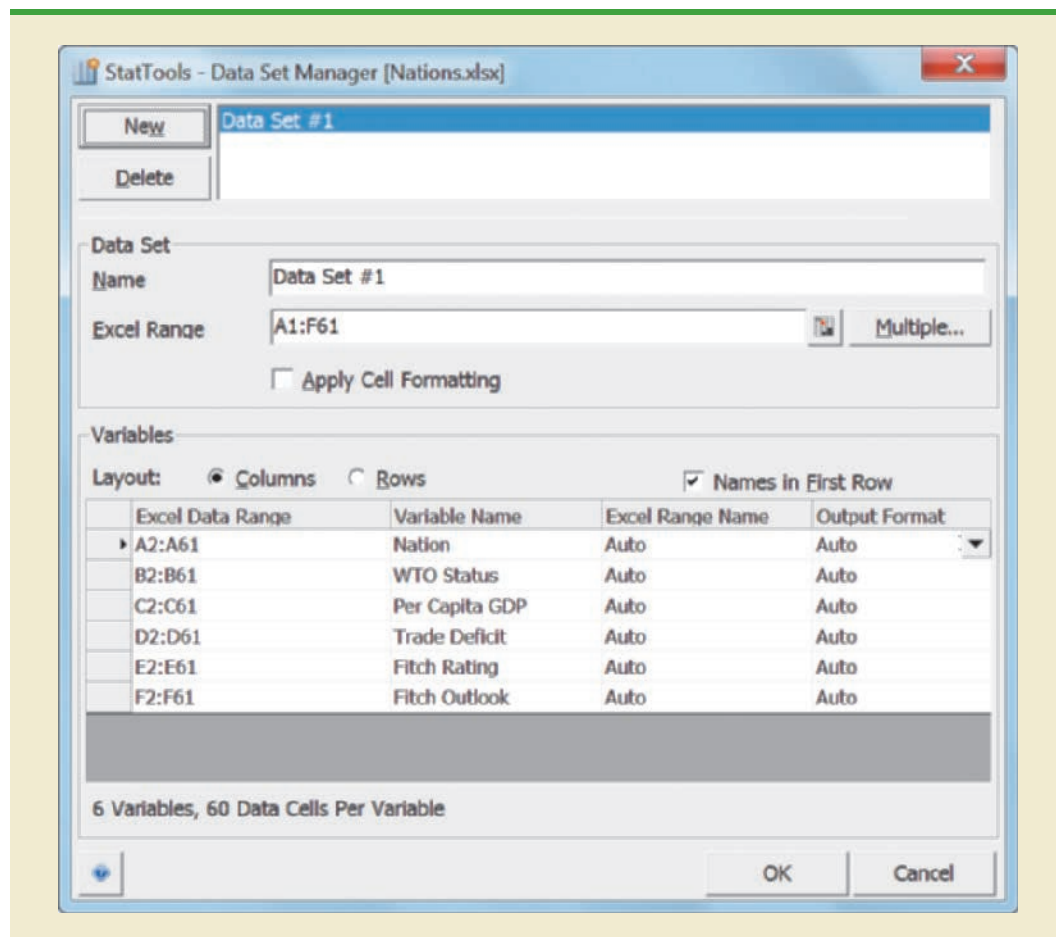 StatTools - Data Set Manager [Nations.xlsx]
X
New
Data Set #1
Delete
Data Set
Name
Data Set #1
Excel Range
A1:F61
Multiple...
Apply Cell Formatting
Variables
Layout: Columns Rows Names in First Row
Excel Data Range Variable Name Excel Range Name Output Format
A2:A61 Nation Auto Auto
B2:B61 WTO Status Auto Auto
C2:C61 Per Capita GDP Auto Auto
D2:D61 Trade Deficit Auto Auto
E2:E61 Fitch Rating Auto Auto
F2:F61 Fitch Outlook Auto Auto
6 Variables, 60 Data Cells Per Variable
OK Cancel